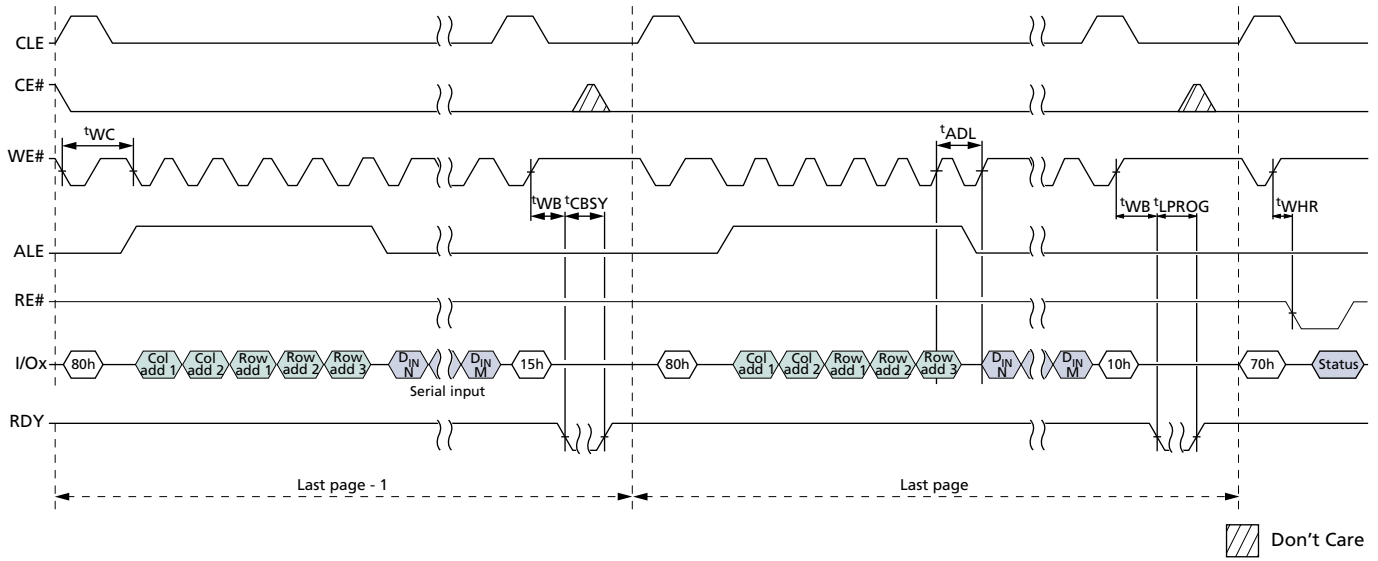 CLE
CE#
tWC
tADL
WE#
tWB tCBSY
tWB tLPROG
tWHR
ALE
RE#
I/Ox
80h
Col add 1
Col add 2
Row add 1
Row add 2
Row add 3
DIN N
DIN M
15h
80h
Col add 1
Col add 2
Row add 1
Row add 2
Row add 3
DIN N
DIN M
10h
70h
Status
Serial input
RDY
Last page - 1
Last page
Don't Care